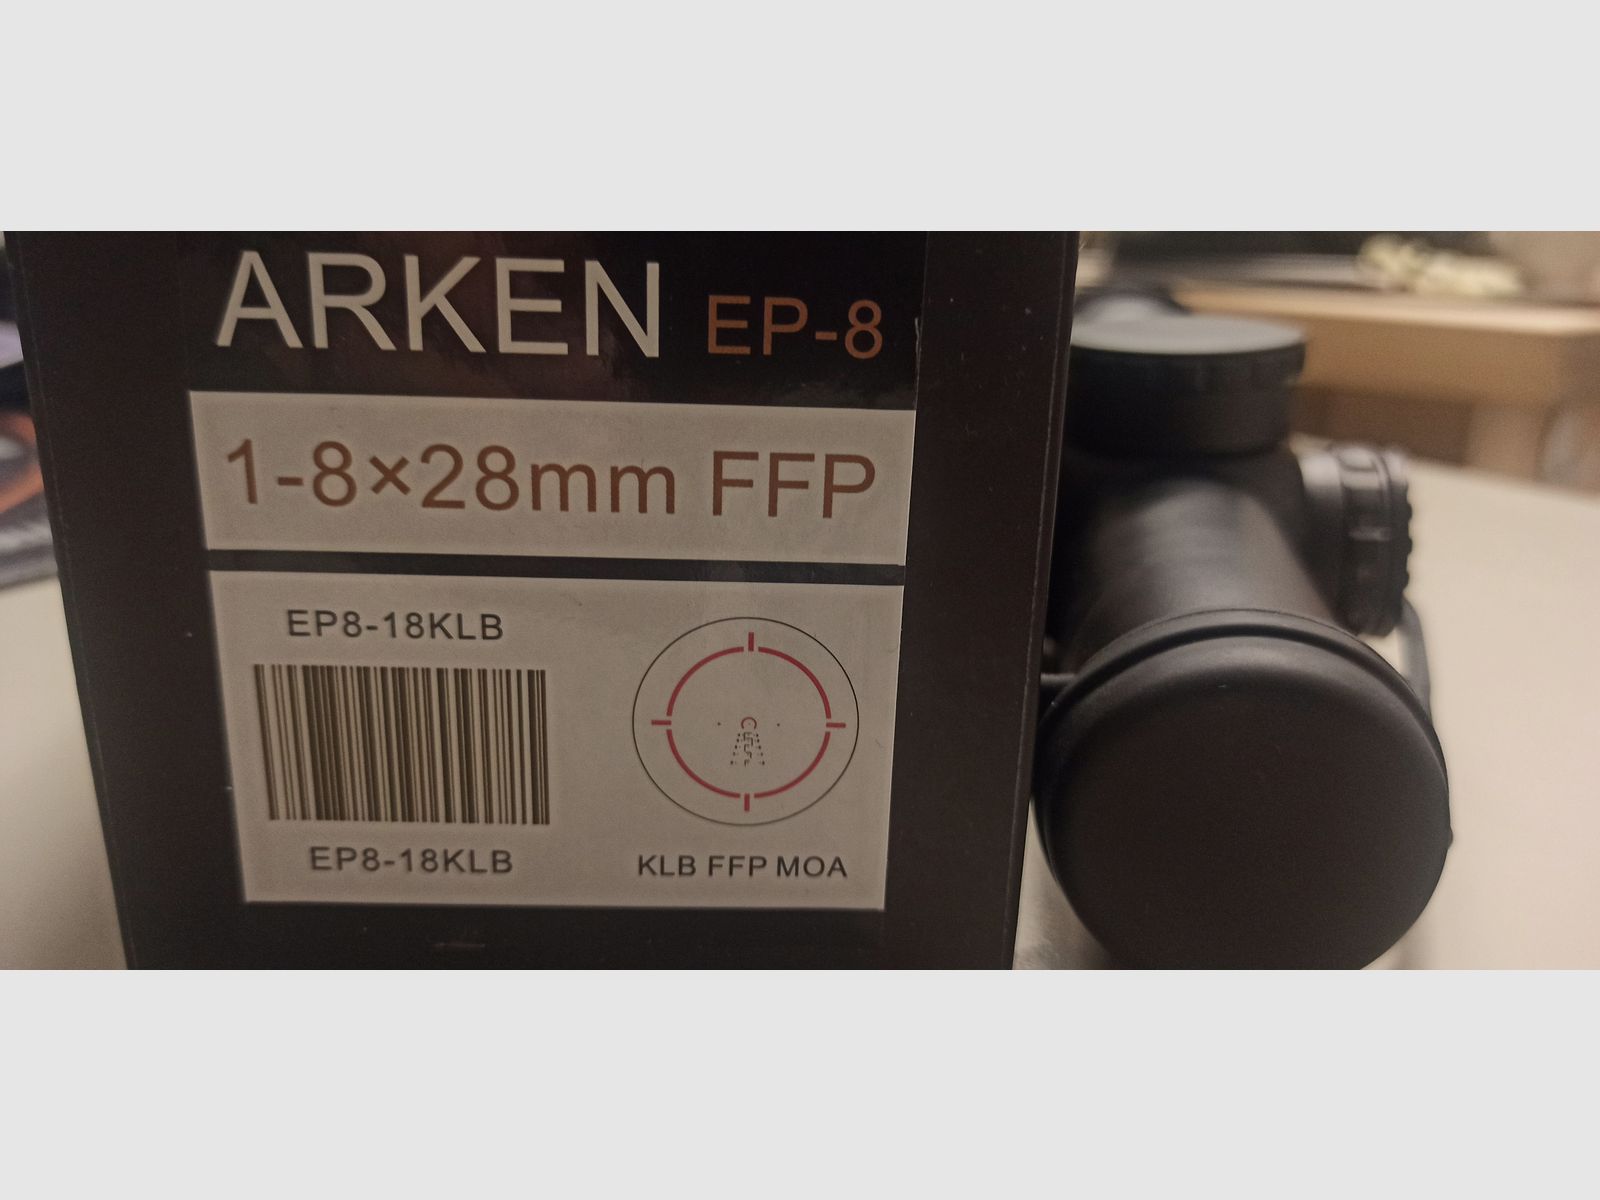 ARKEN EP-8
1-8×28mm FFP
EP8-18KLB
EP8-18KLB
KLB FFP MOA